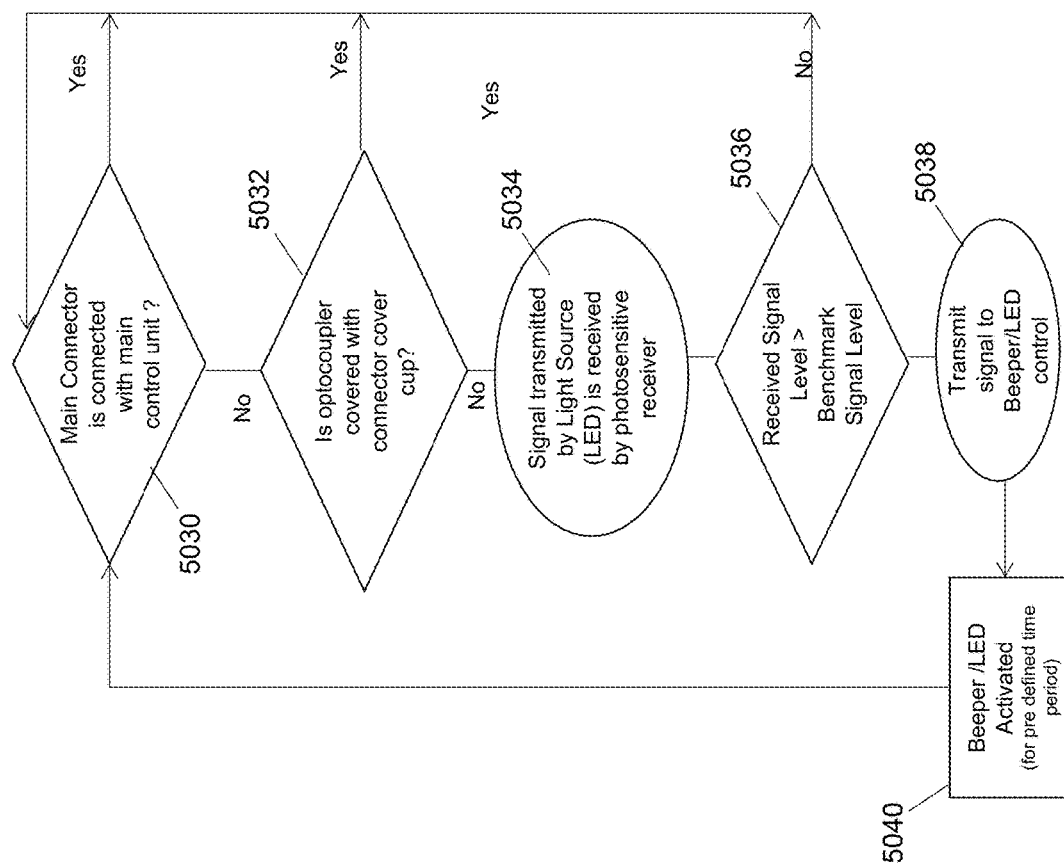 Main Connector
is connected
with main
control unit ?
5030
Yes
No
5032
Is optocoupler
covered with
connector cover
cup?
Yes
No
Yes
5034
Signal transmitted
by Light Source
(LED) is received
by photosensitive
receiver
5036
Received Signal
Level >
Benchmark
Signal Level
No
5038
Transmit
signal to
Beeper/LED
control
Beeper /LED
Activated
(for pre defined time
period)
5040